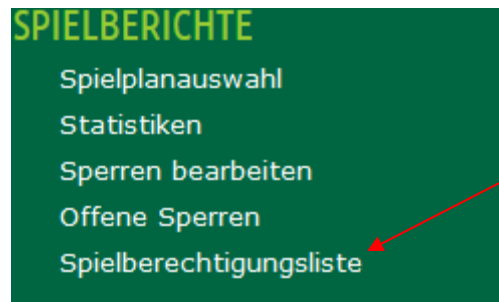 SPIELBERICHTE
Spielplanauswahl
Statistiken
Sperren bearbeiten
Offene Sperren
Spielberechtigungsliste